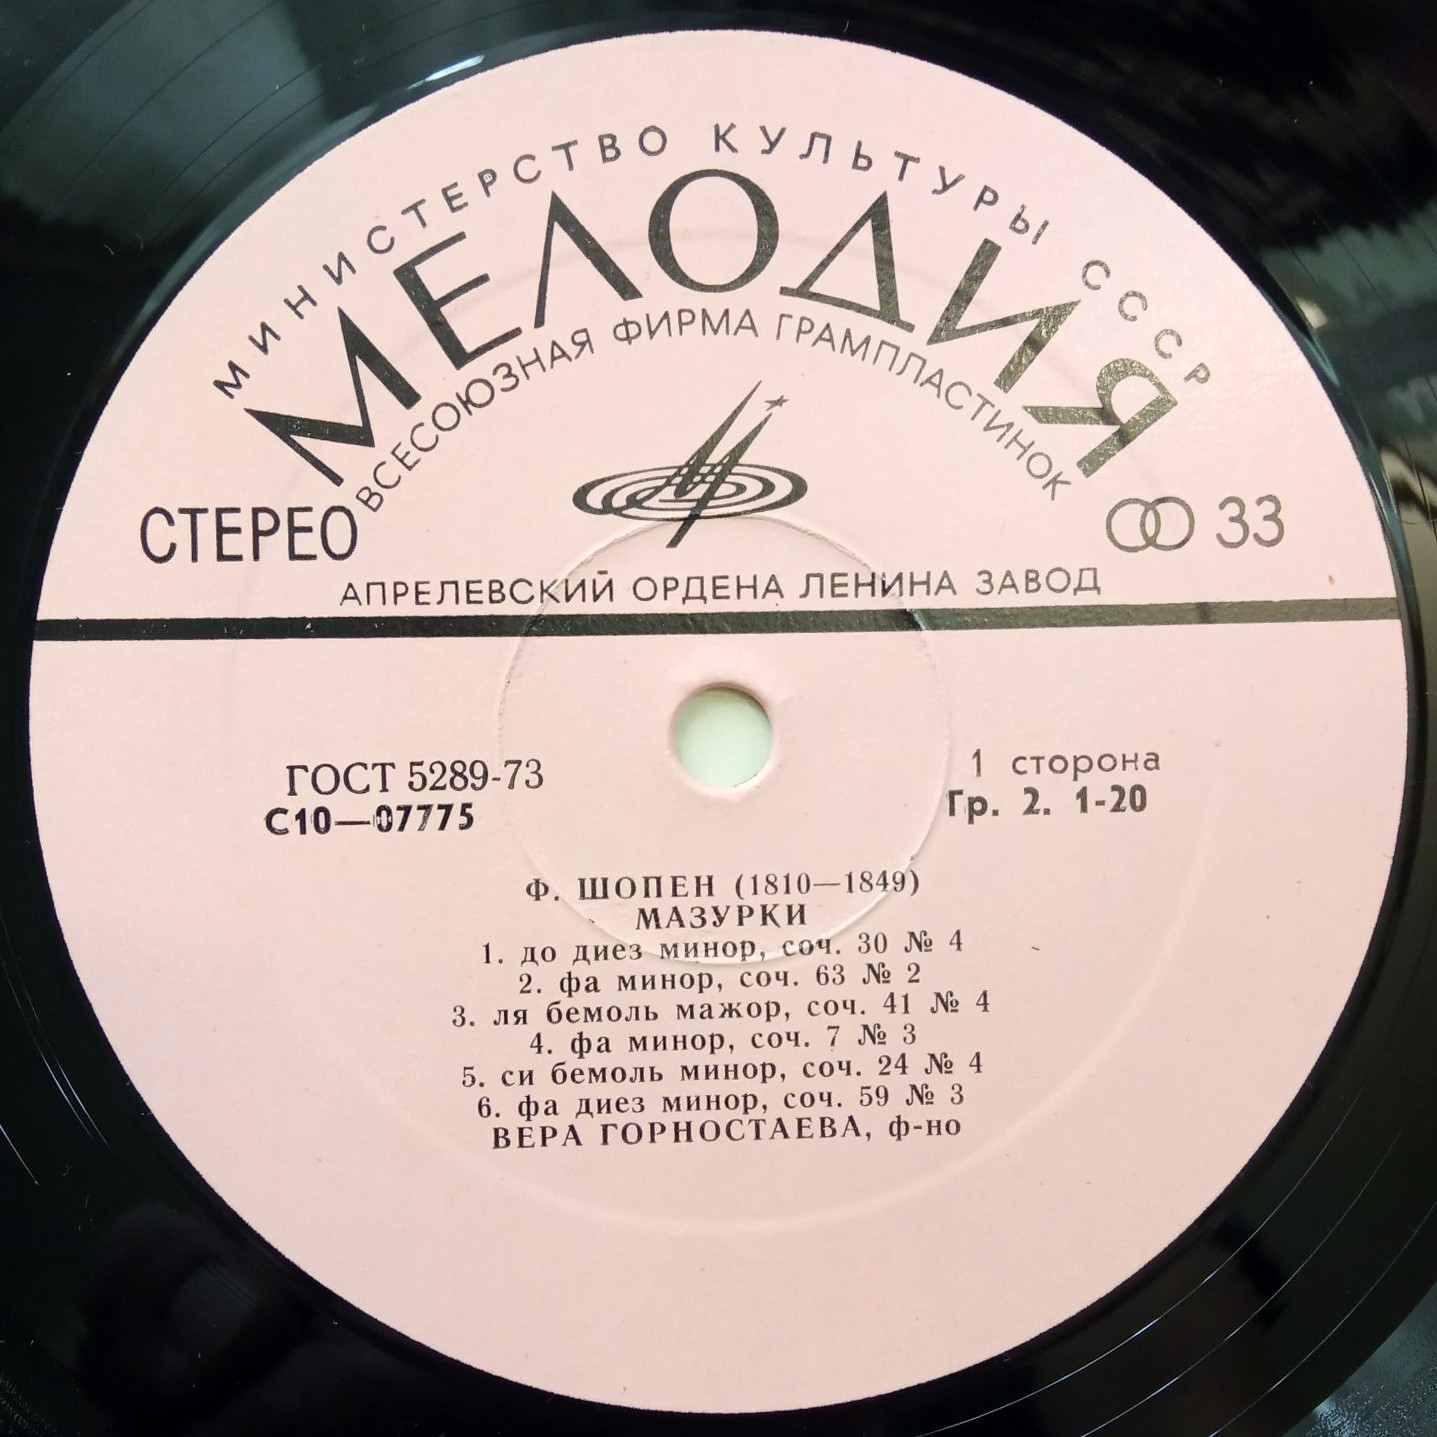 МИНИСТЕРСТВО КУЛЬТУРЫ СССР
МЕЛОДИЯ
ВСЕСОЮЗНАЯ ФИРМА ГРАМПЛАСТИНОК
СТЕРЕО
33
АПРЕЛЕВСКИЙ ОРДЕНА ЛЕНИНА ЗАВОД
ГОСТ 5289-73
С10—07775
1 сторона
Гр. 2. 1-20
Ф. ШОПЕН (1810—1849)
МАЗУРКИ
1. до диез минор, соч. 30 № 4
2. фа минор, соч. 63 № 2
3. ля бемоль мажор, соч. 41 № 4
4. фа минор, соч. 7 № 3
5. си бемоль минор, соч. 24 № 4
6. фа диез минор, соч. 59 № 3
ВЕРА ГОРНОСТАЕВА, ф-но